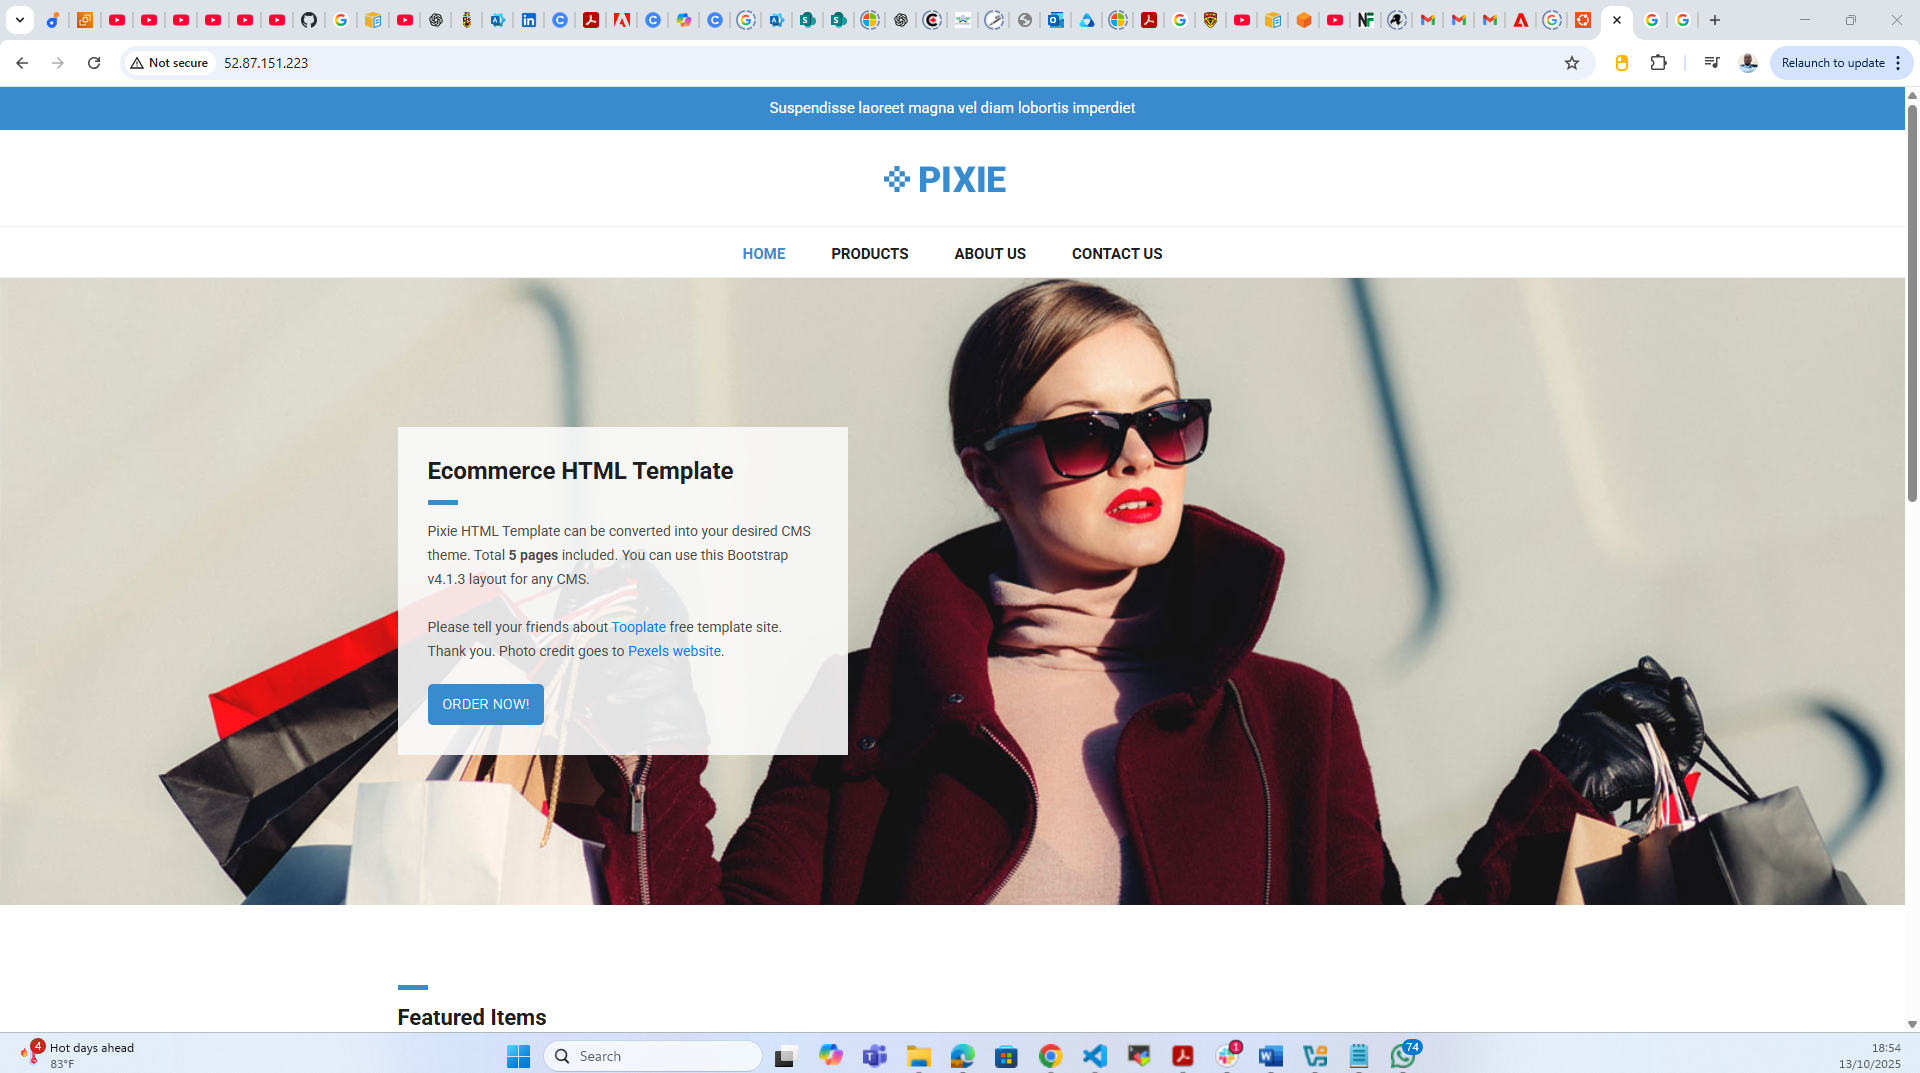 Not secure
52.87.151.223
Relaunch to update
Suspendisse laoreet magna vel diam lobortis imperdiet
PIXIE
HOME
PRODUCTS
ABOUT US
CONTACT US
Ecommerce HTML Template
Pixie HTML Template can be converted into your desired CMS
theme. Total 5 pages included. You can use this Bootstrap
v4.1.3 layout for any CMS.
Please tell your friends about Tooplate free template site.
Thank you. Photo credit goes to Pexels website.
ORDER NOW!
Featured Items
4
Hot days ahead
83°F
Search
1
74
18:54
13/10/2025